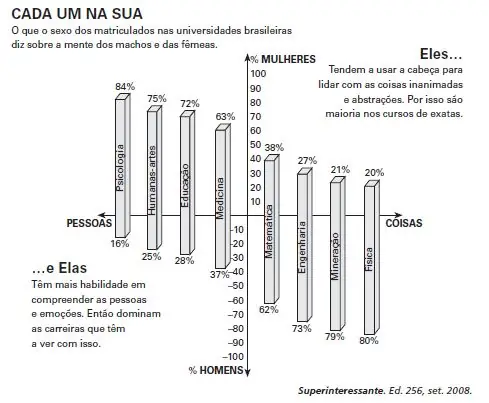 CADA UM NA SUA
O que o sexo dos matriculados nas universidades brasileiras
diz sobre a mente dos machos e das fêmeas.
% MULHERES
Eles...
Tendem a usar a cabeça para
lidar com as coisas inanimadas
e abstrações. Por isso são
maioria nos cursos de exatas.
100
90
80
70
60
50
40
30
20
10
84%
75%
72%
63%
38%
27%
21%
20%
Psicologia
Humanas-artes
Educação
Medicina
Matemática
Engenharia
Mineração
Física
PESSOAS
COISAS
16%
25%
28%
37%
62%
73%
79%
80%
-10
-20
-30
-40
-50
-60
-70
-80
-90
-100
% HOMENS
...e Elas
Têm mais habilidade em
compreender as pessoas
e emoções. Então dominam
as carreiras que têm
a ver com isso.
Superinteressante. Ed. 256, set. 2008.